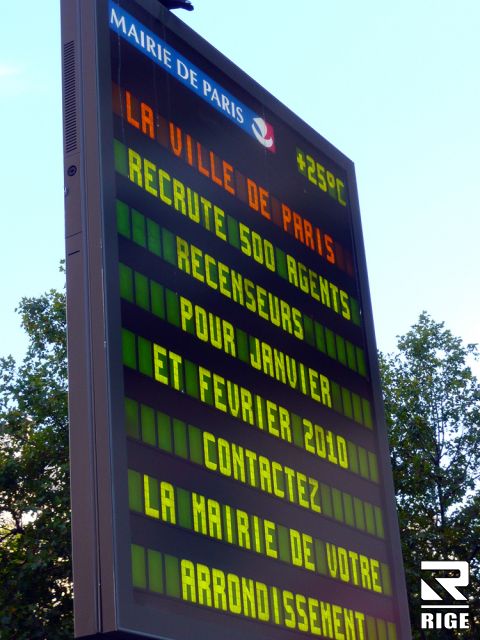 MAIRIE DE PARIS
+25°C
LA VILLE DE PARIS
RECRUTE 500 AGENTS
RECENSEURS
POUR JANVIER
ET FEVRIER 2010
CONTACTEZ
LA MAIRIE DE VOTRE
ARRONDISSEMENT
RIGE